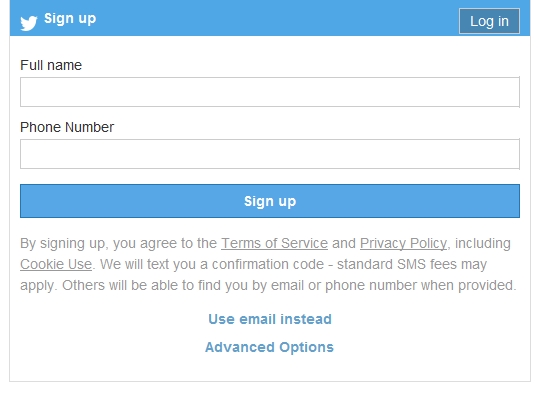 Sign up
Log in
Full name
Phone Number
Sign up
By signing up, you agree to the Terms of Service and Privacy Policy, including
Cookie Use. We will text you a confirmation code - standard SMS fees may
apply. Others will be able to find you by email or phone number when provided.
Use email instead
Advanced Options